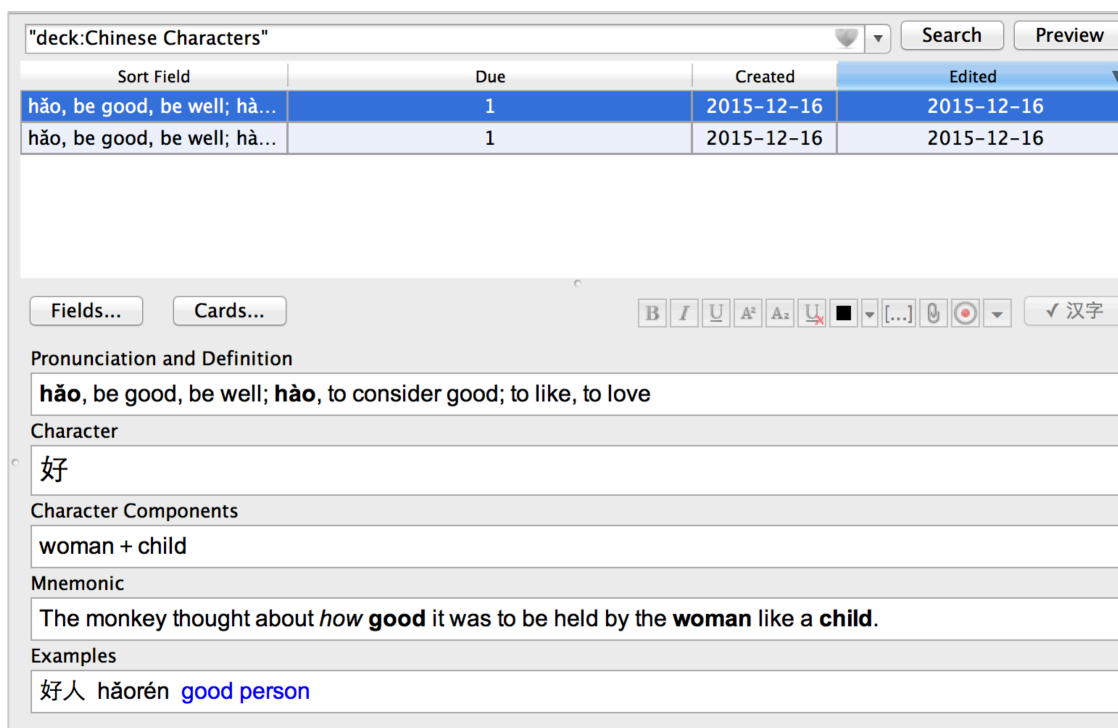 "deck:Chinese Characters" Search Preview
Sort Field Due Created Edited
hǎo, be good, be well; hà... 1 2015-12-16 2015-12-16
hǎo, be good, be well; hà... 1 2015-12-16 2015-12-16
Fields... Cards... B I U A² A₂ U [...] ✓ 汉字
Pronunciation and Definition
hǎo, be good, be well; hào, to consider good; to like, to love
Character
好
Character Components
woman + child
Mnemonic
The monkey thought about how good it was to be held by the woman like a child.
Examples
好人 hǎorén good person